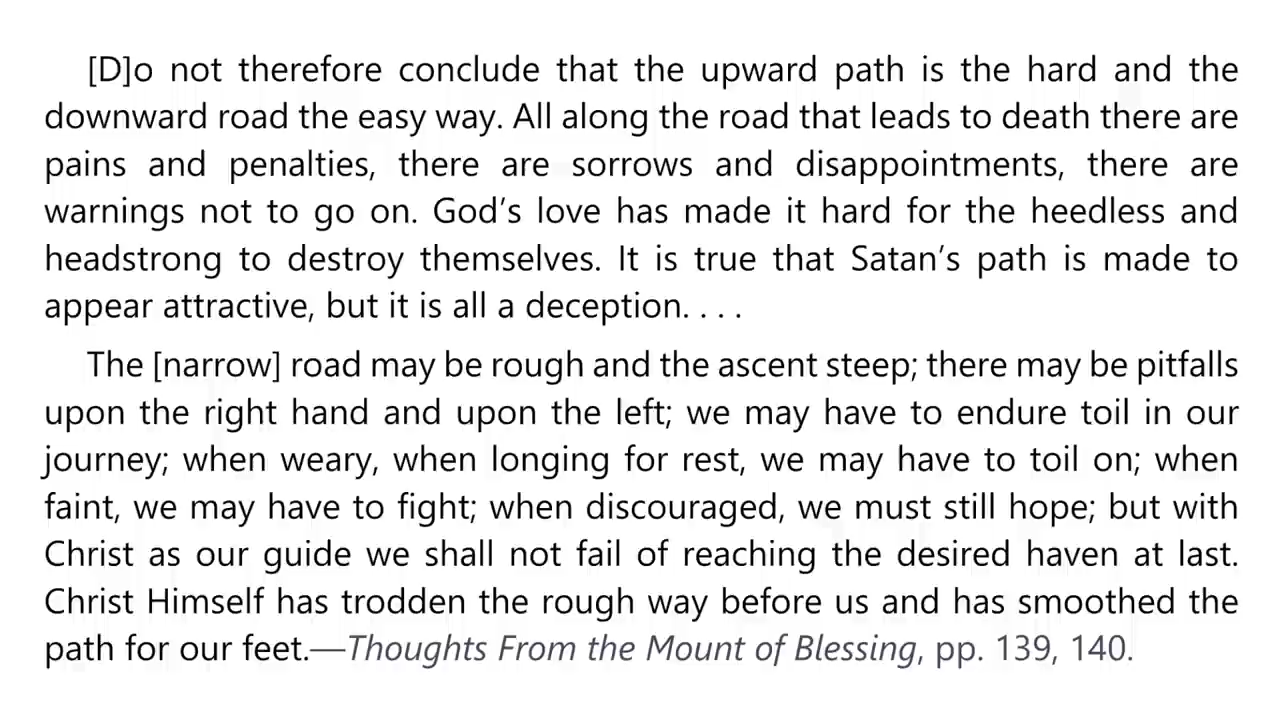 [D]o not therefore conclude that the upward path is the hard and the
downward road the easy way. All along the road that leads to death there are
pains and penalties, there are sorrows and disappointments, there are
warnings not to go on. God’s love has made it hard for the heedless and
headstrong to destroy themselves. It is true that Satan’s path is made to
appear attractive, but it is all a deception. . . .
The [narrow] road may be rough and the ascent steep; there may be pitfalls
upon the right hand and upon the left; we may have to endure toil in our
journey; when weary, when longing for rest, we may have to toil on; when
faint, we may have to fight; when discouraged, we must still hope; but with
Christ as our guide we shall not fail of reaching the desired haven at last.
Christ Himself has trodden the rough way before us and has smoothed the
path for our feet.—Thoughts From the Mount of Blessing, pp. 139, 140.